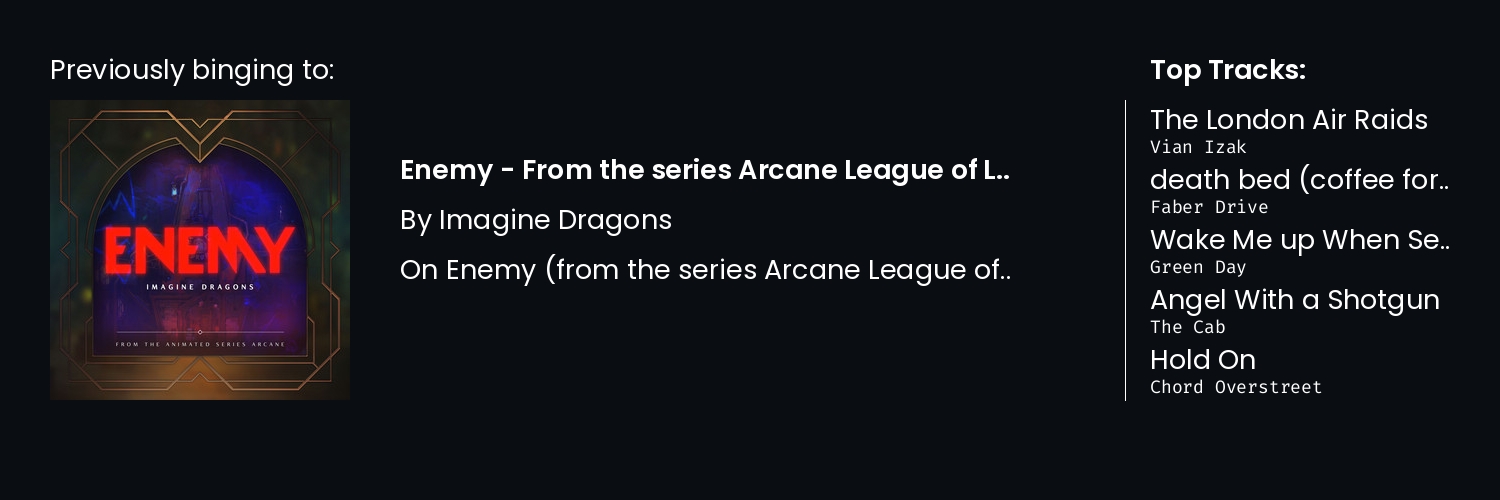 Previously binging to:
ENEMY
IMAGINE DRAGONS
FROM THE ANIMATED SERIES ARCANE
Enemy - From the series Arcane League of L..
By Imagine Dragons
On Enemy (from the series Arcane League of..
Top Tracks:
The London Air Raids
Vian Izak
death bed (coffee for..
Faber Drive
Wake Me up When Se..
Green Day
Angel With a Shotgun
The Cab
Hold On
Chord Overstreet